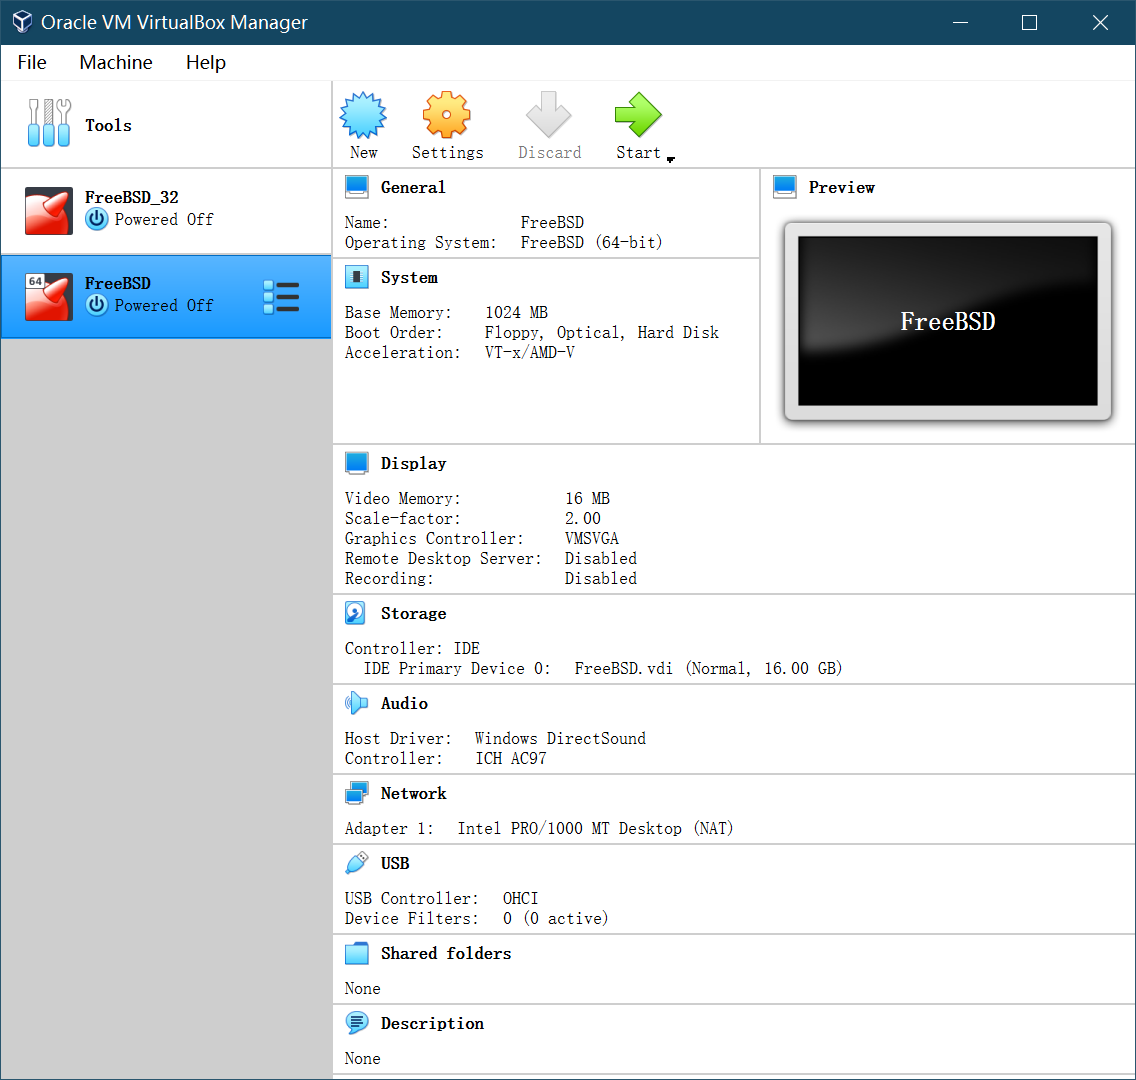 Oracle VM VirtualBox Manager
File Machine Help
Tools
New Settings Discard Start
FreeBSD_32
Powered Off
64
FreeBSD
Powered Off
General
Name: FreeBSD
Operating System: FreeBSD (64-bit)
System
Base Memory: 1024 MB
Boot Order: Floppy, Optical, Hard Disk
Acceleration: VT-x/AMD-V
Preview
FreeBSD
Display
Video Memory: 16 MB
Scale-factor: 2.00
Graphics Controller: VMSVGA
Remote Desktop Server: Disabled
Recording: Disabled
Storage
Controller: IDE
IDE Primary Device 0: FreeBSD.vdi (Normal, 16.00 GB)
Audio
Host Driver: Windows DirectSound
Controller: ICH AC97
Network
Adapter 1: Intel PRO/1000 MT Desktop (NAT)
USB
USB Controller: OHCI
Device Filters: 0 (0 active)
Shared folders
None
Description
None